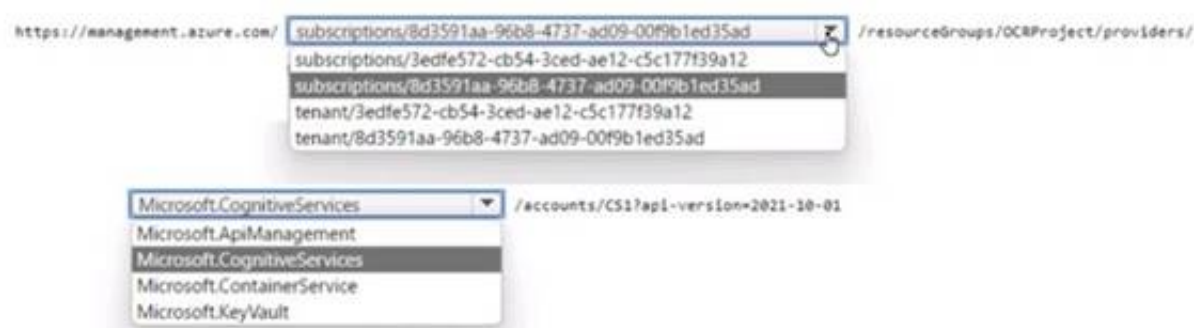 https://management.azure.com/ subscriptions/8d3591aa-96b8-4737-ad09-00f9b1ed35ad /resourceGroups/OCRProject/providers/
subscriptions/3edfe572-cb54-3ced-ae12-c5c177f39a12
subscriptions/8d3591aa-96b8-4737-ad09-00f9b1ed35ad
tenant/3edfe572-cb54-3ced-ae12-c5c177f39a12
tenant/8d3591aa-96b8-4737-ad09-00f9b1ed35ad
Microsoft.CognitiveServices /accounts/CS1?api-version=2021-10-01
Microsoft.ApiManagement
Microsoft.CognitiveServices
Microsoft.ContainerService
Microsoft.KeyVault